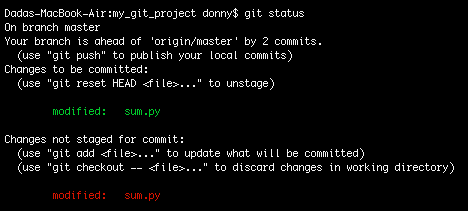 Dadas-MacBook-Air:my_git_project donny$ git status
On branch master
Your branch is ahead of 'origin/master' by 2 commits.
  (use "git push" to publish your local commits)
Changes to be committed:
  (use "git reset HEAD <file>..." to unstage)
modified:   sum.py
Changes not staged for commit:
  (use "git add <file>..." to update what will be committed)
  (use "git checkout -- <file>..." to discard changes in working directory)
modified:   sum.py